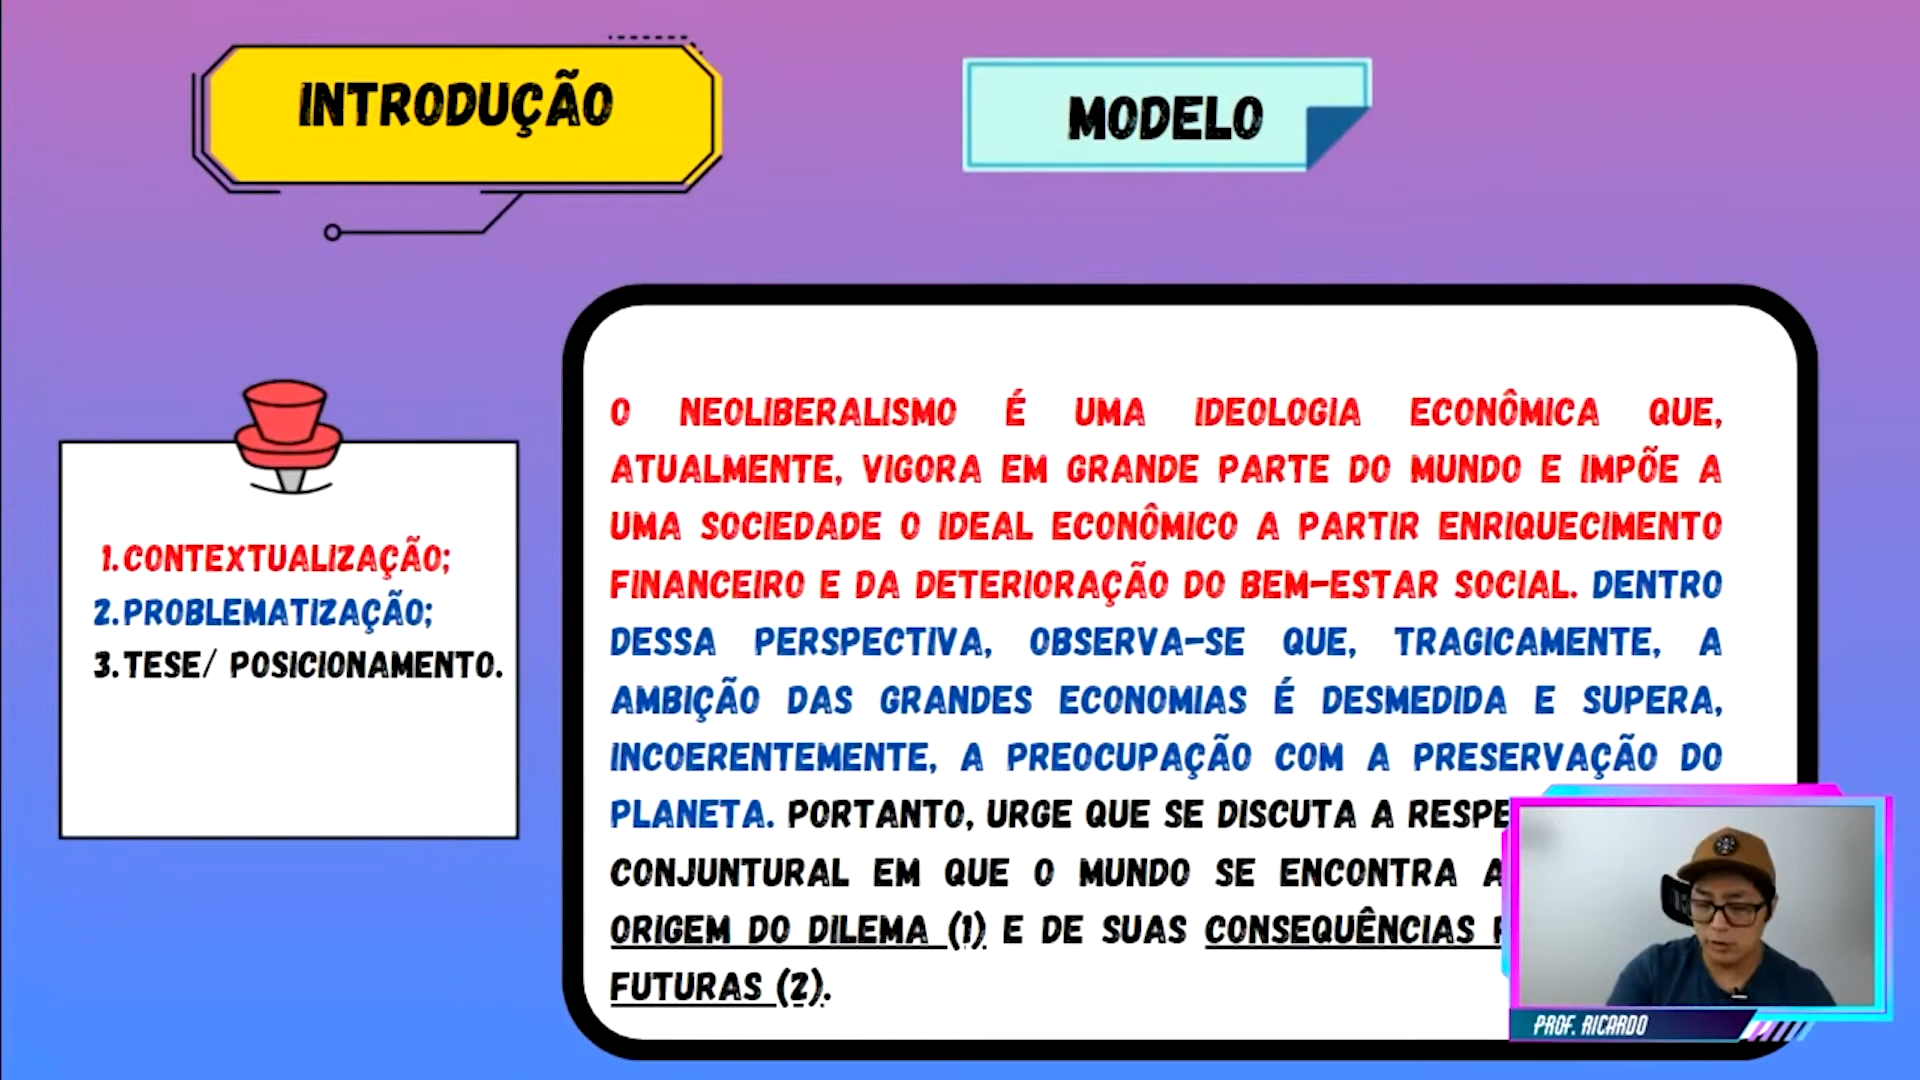 INTRODUÇÃO
MODELO
1. CONTEXTUALIZAÇÃO;
2. PROBLEMATIZAÇÃO;
3. TESE/ POSICIONAMENTO.
O NEOLIBERALISMO É UMA IDEOLOGIA ECONÔMICA QUE,
ATUALMENTE, VIGORA EM GRANDE PARTE DO MUNDO E IMPÕE A
UMA SOCIEDADE O IDEAL ECONÔMICO A PARTIR ENRIQUECIMENTO
FINANCEIRO E DA DETERIORAÇÃO DO BEM-ESTAR SOCIAL. DENTRO
DESSA PERSPECTIVA, OBSERVA-SE QUE, TRAGICAMENTE, A
AMBIÇÃO DAS GRANDES ECONOMIAS É DESMEDIDA E SUPERA,
INCOERENTEMENTE, A PREOCUPAÇÃO COM A PRESERVAÇÃO DO
PLANETA. PORTANTO, URGE QUE SE DISCUTA A
CONJUNTURAL EM QUE O MUNDO SE ENCONTRA
ORIGEM DO DILEMA (1) E DE SUAS CONSEQUÊNCIAS
FUTURAS (2).
PROF. RICARDO